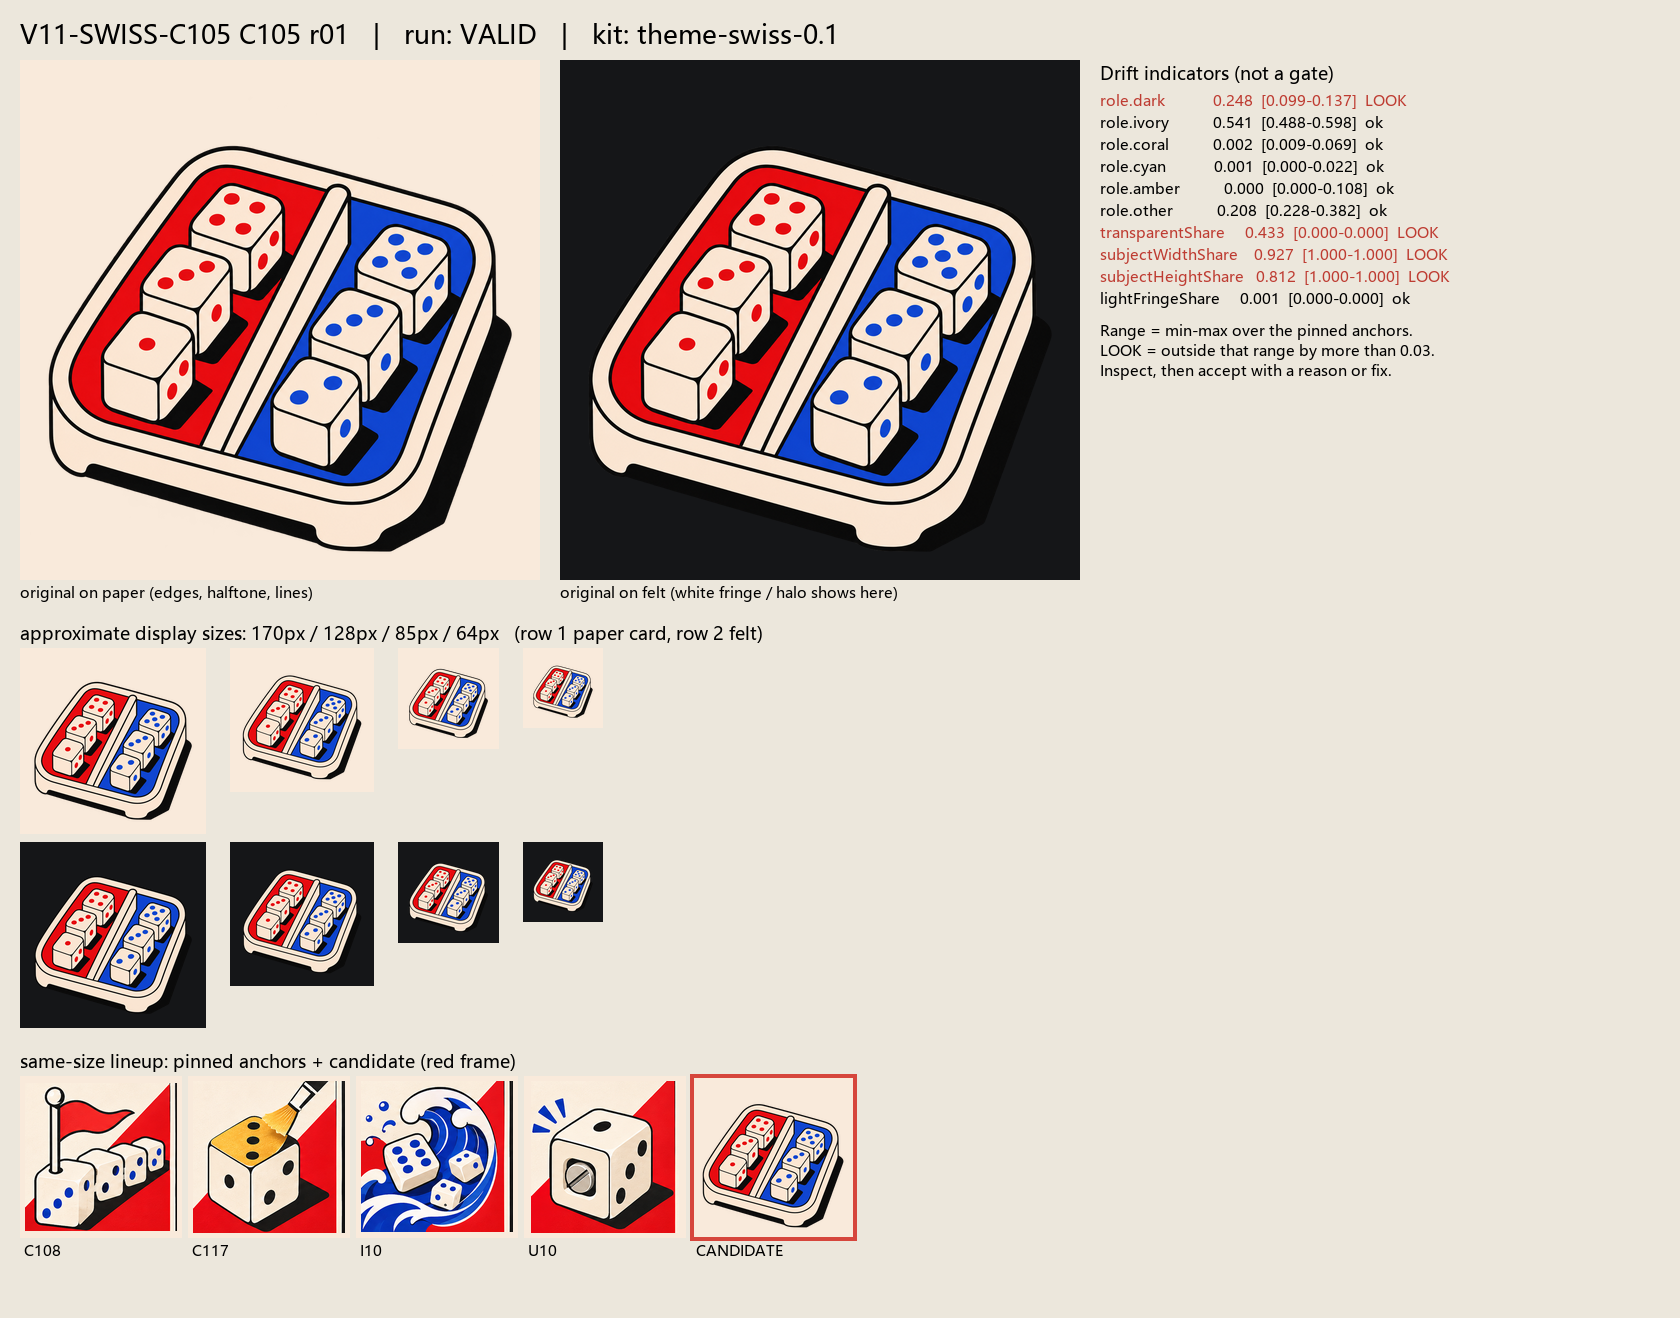 V11-SWISS-C105 C105 r01 | run: VALID | kit: theme-swiss-0.1
Drift indicators (not a gate)
role.dark 0.248 [0.099-0.137] LOOK
role.ivory 0.541 [0.488-0.598] ok
role.coral 0.002 [0.009-0.069] ok
role.cyan 0.001 [0.000-0.022] ok
role.amber 0.000 [0.000-0.108] ok
role.other 0.208 [0.228-0.382] ok
transparentShare 0.433 [0.000-0.000] LOOK
subjectWidthShare 0.927 [1.000-1.000] LOOK
subjectHeightShare 0.812 [1.000-1.000] LOOK
lightFringeShare 0.001 [0.000-0.000] ok
Range = min-max over the pinned anchors.
LOOK = outside that range by more than 0.03.
Inspect, then accept with a reason or fix.
original on paper (edges, halftone, lines)
original on felt (white fringe / halo shows here)
approximate display sizes: 170px / 128px / 85px / 64px (row 1 paper card, row 2 felt)
same-size lineup: pinned anchors + candidate (red frame)
C108
C117
I10
U10
CANDIDATE